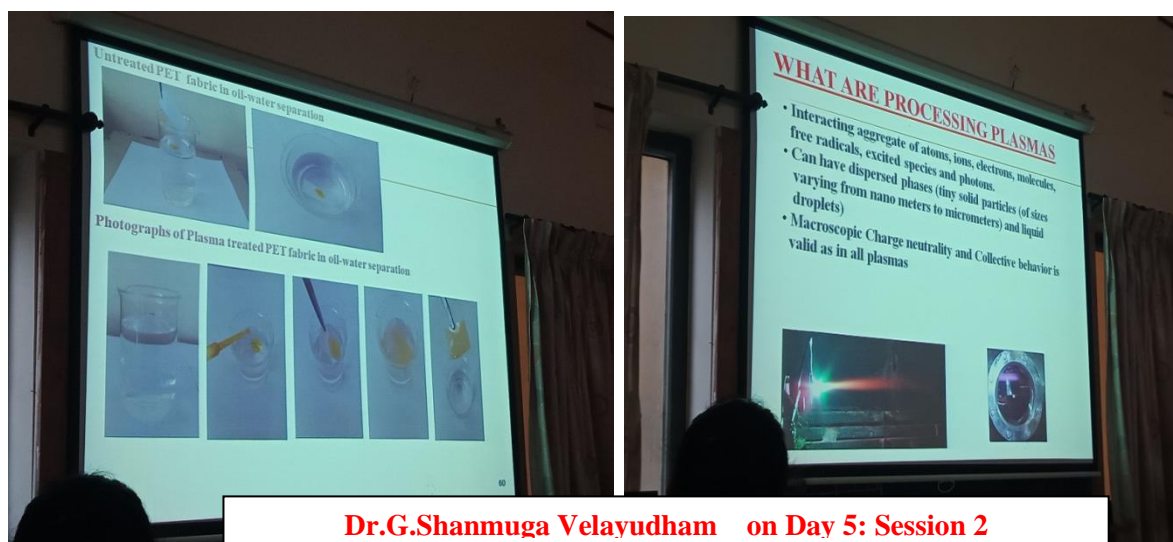 Untreated PET fabric in oil-water separation
Photographs of Plasma treated PET fabric in oil-water separation
60
WHAT ARE PROCESSING PLASMAS
• Interacting aggregate of atoms, ions, electrons, molecules,
free radicals, excited species and photons.
• Can have dispersed phases (tiny solid particles (of sizes
varying from nano meters to micrometers) and liquid
droplets)
• Macroscopic Charge neutrality and Collective behavior is
valid as in all plasmas
Dr.G.Shanmuga Velayudham on Day 5: Session 2